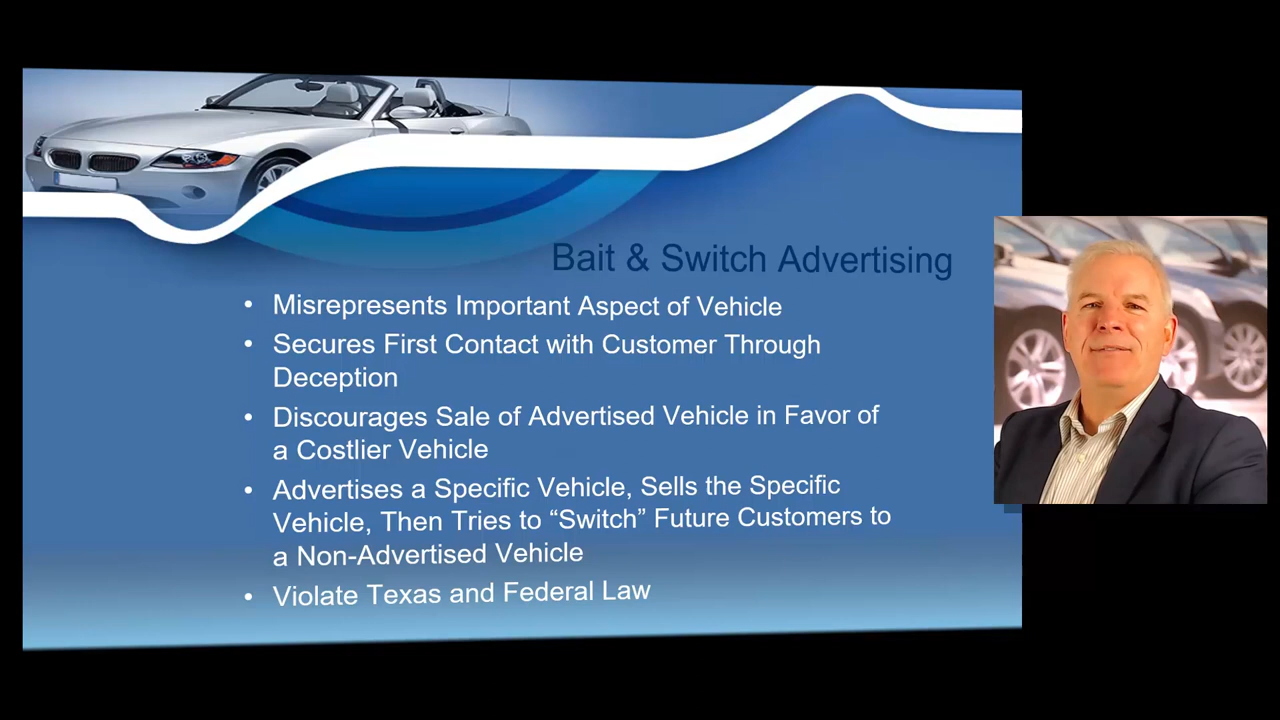 Bait & Switch Advertising
• Misrepresents Important Aspect of Vehicle
• Secures First Contact with Customer Through
Deception
• Discourages Sale of Advertised Vehicle in Favor of
a Costlier Vehicle
• Advertises a Specific Vehicle, Sells the Specific
Vehicle, Then Tries to “Switch” Future Customers to
a Non-Advertised Vehicle
• Violate Texas and Federal Law